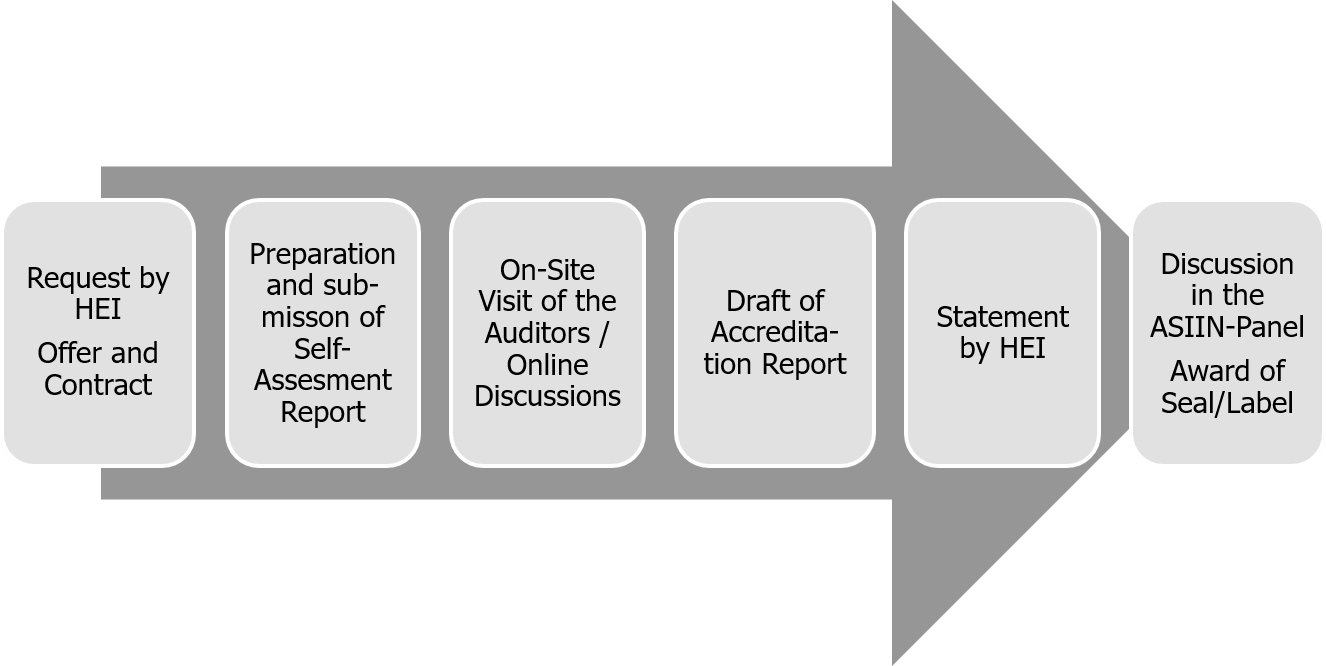 Request by
HEI
Offer and
Contract
Preparation
and sub-
misson of
Self-
Assesment
Report
On-Site
Visit of the
Auditors /
Online
Discussions
Draft of
Accredita-
tion Report
Statement
by HEI
Discussion
in the
ASIIN-Panel
Award of
Seal/Label